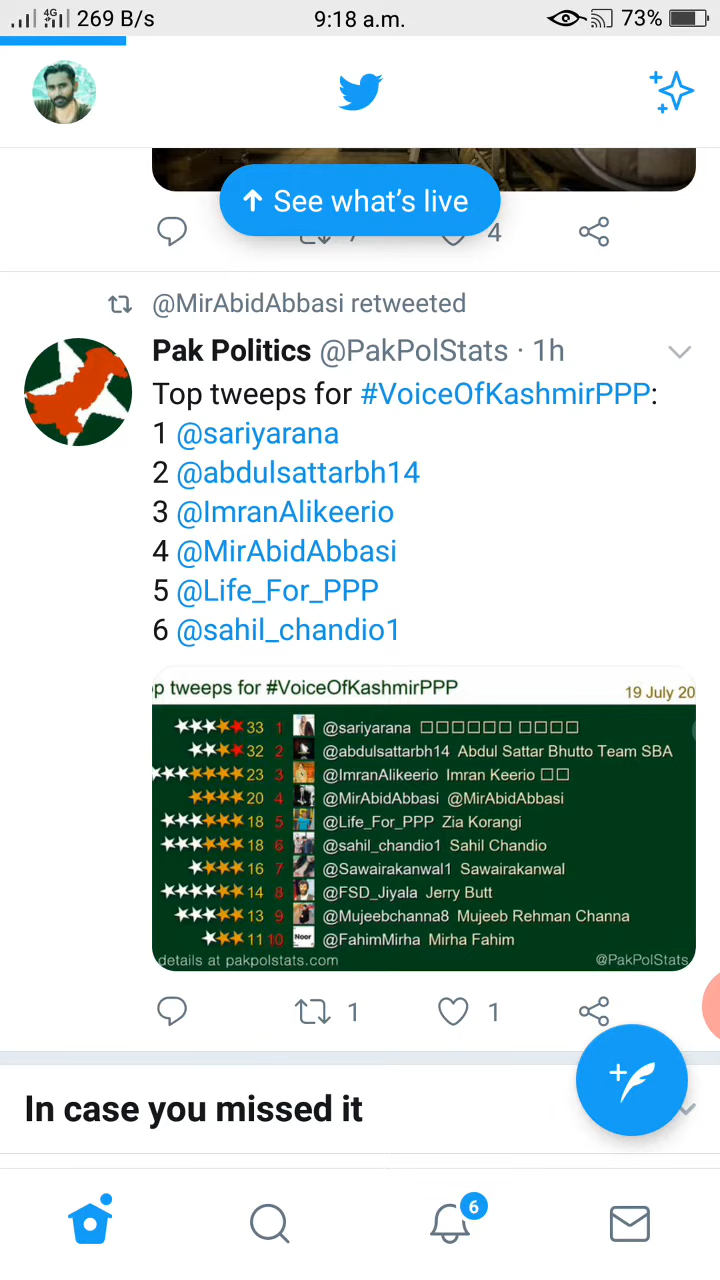 4G 269 B/s 9:18 a.m. 73%
↑ See what’s live
4
@MirAbidAbbasi retweeted
Pak Politics @PakPolStats · 1h
Top tweeps for #VoiceOfKashmirPPP:
1 @sariyarana
2 @abdulsattarbh14
3 @ImranAlikeerio
4 @MirAbidAbbasi
5 @Life_For_PPP
6 @sahil_chandio1
p tweeps for #VoiceOfKashmirPPP 19 July 20
33 1 @sariyarana □□□□□□ □□□□
32 2 @abdulsattarbh14 Abdul Sattar Bhutto Team SBA
23 3 @ImranAlikeerio Imran Keerio □□
20 4 @MirAbidAbbasi @MirAbidAbbasi
18 5 @Life_For_PPP Zia Korangi
18 6 @sahil_chandio1 Sahil Chandio
16 7 @Sawairakanwal1 Sawairakanwal
14 8 @FSD_Jiyala Jerry Butt
13 9 @Mujeebchanna8 Mujeeb Rehman Channa
11 10 Noor @FahimMirha Mirha Fahim
details at pakpolstats.com @PakPolStats
1 1
In case you missed it
6